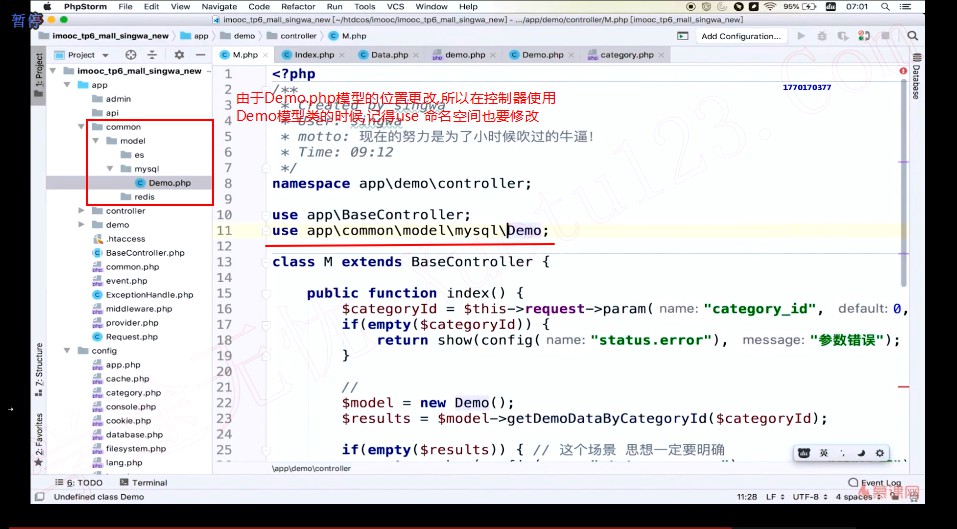 暂停
PhpStorm File Edit View Navigate Code Refactor Run Tools VCS Window Help 95% 07:01
imooc_tp6_mall_singwa_new [~/htdocs/imooc/imooc_tp6_mall_singwa_new] - .../app/demo/controller/M.php [imooc_tp6_mall_singwa_new]
imooc_tp6_mall_singwa_new app demo controller M.php Add Configuration...
Project M.php Index.php Data.php demo.php Demo.php category.php
1: Project
Database
imooc_tp6_mall_singwa_new
app
admin
api
common
model
es
mysql
Demo.php
redis
controller
demo
.htaccess
BaseController.php
common.php
event.php
ExceptionHandle.php
middleware.php
provider.php
Request.php
config
app.php
cache.php
category.php
console.php
cookie.php
database.php
filesystem.php
lang.php
7: Structure
2: Favorites
由于Demo.php模型的位置更改,所以在控制器使用
Demo模型类的时候,记得use 命名空间也要修改
1770170377
1 <?php
2 /**
3 * Created by singwa
4 * User: singwa
5 * motto: 现在的努力是为了小时候吹过的牛逼!
6 * Time: 09:12
7 */
8 namespace app\demo\controller;
9
10 use app\BaseController;
11 use app\common\model\mysql\Demo;
12
13 class M extends BaseController {
14
15 public function index() {
16 $categoryId = $this->request->param( name: "category_id", default: 0,
17 if(empty($categoryId)) {
18 return show(config( name: "status.error"), message: "参数错误");
19 }
20
21 //
22 $model = new Demo();
23 $results = $model->getDemoDataByCategoryId($categoryId);
24
25 if(empty($results)) { // 这个场景 思想一定要明确
\app\demo\controller
英
6: TODO Terminal Event Log
Undefined class Demo 11:28 LF UTF-8 4 spaces
慕课网